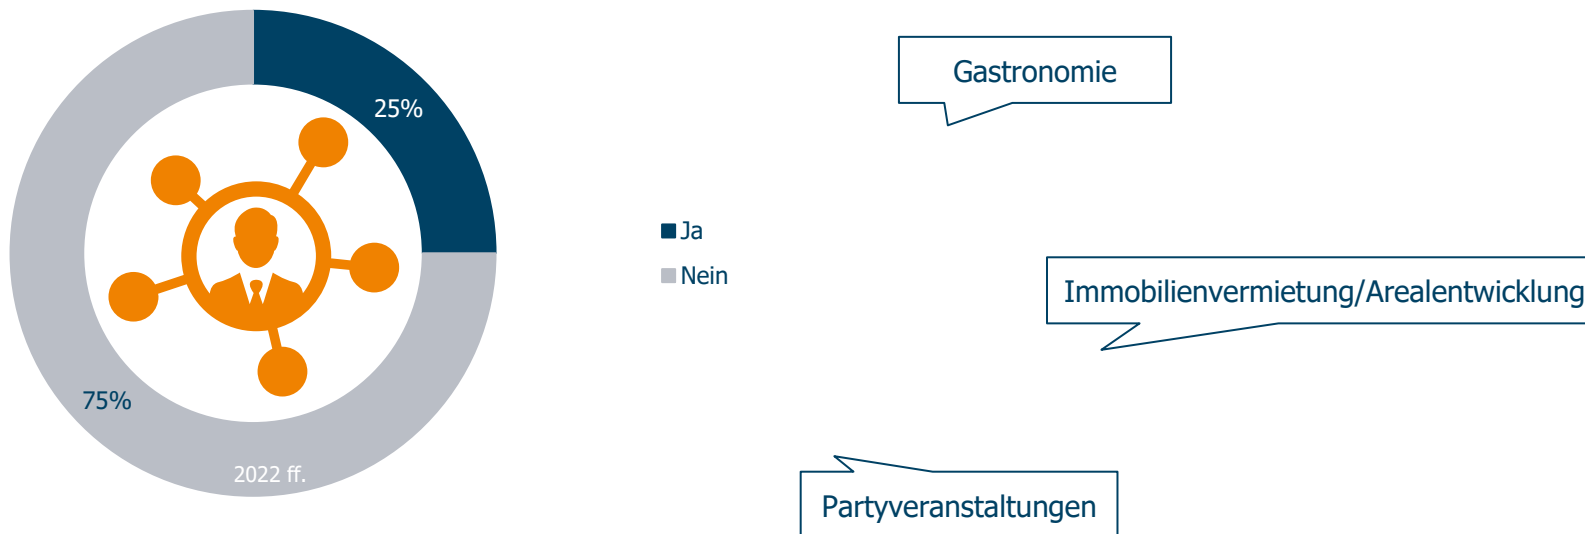 25%
75%
2022 ff.
Ja
Nein
Gastronomie
Immobilienvermietung/Arealentwicklung
Partyveranstaltungen